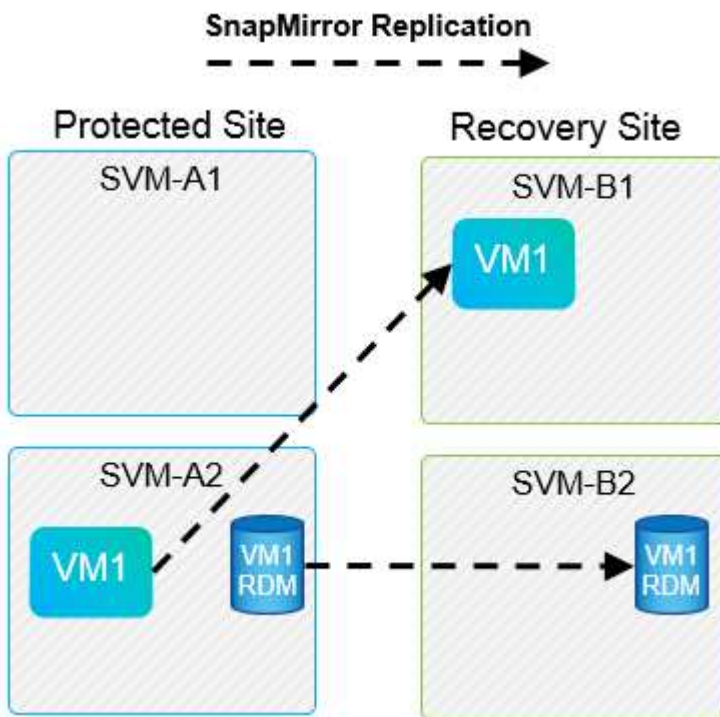 SnapMirror Replication
Protected Site
Recovery Site
SVM-A1
SVM-B1
VM1
SVM-A2
SVM-B2
VM1
VM1
RDM
VM1
RDM